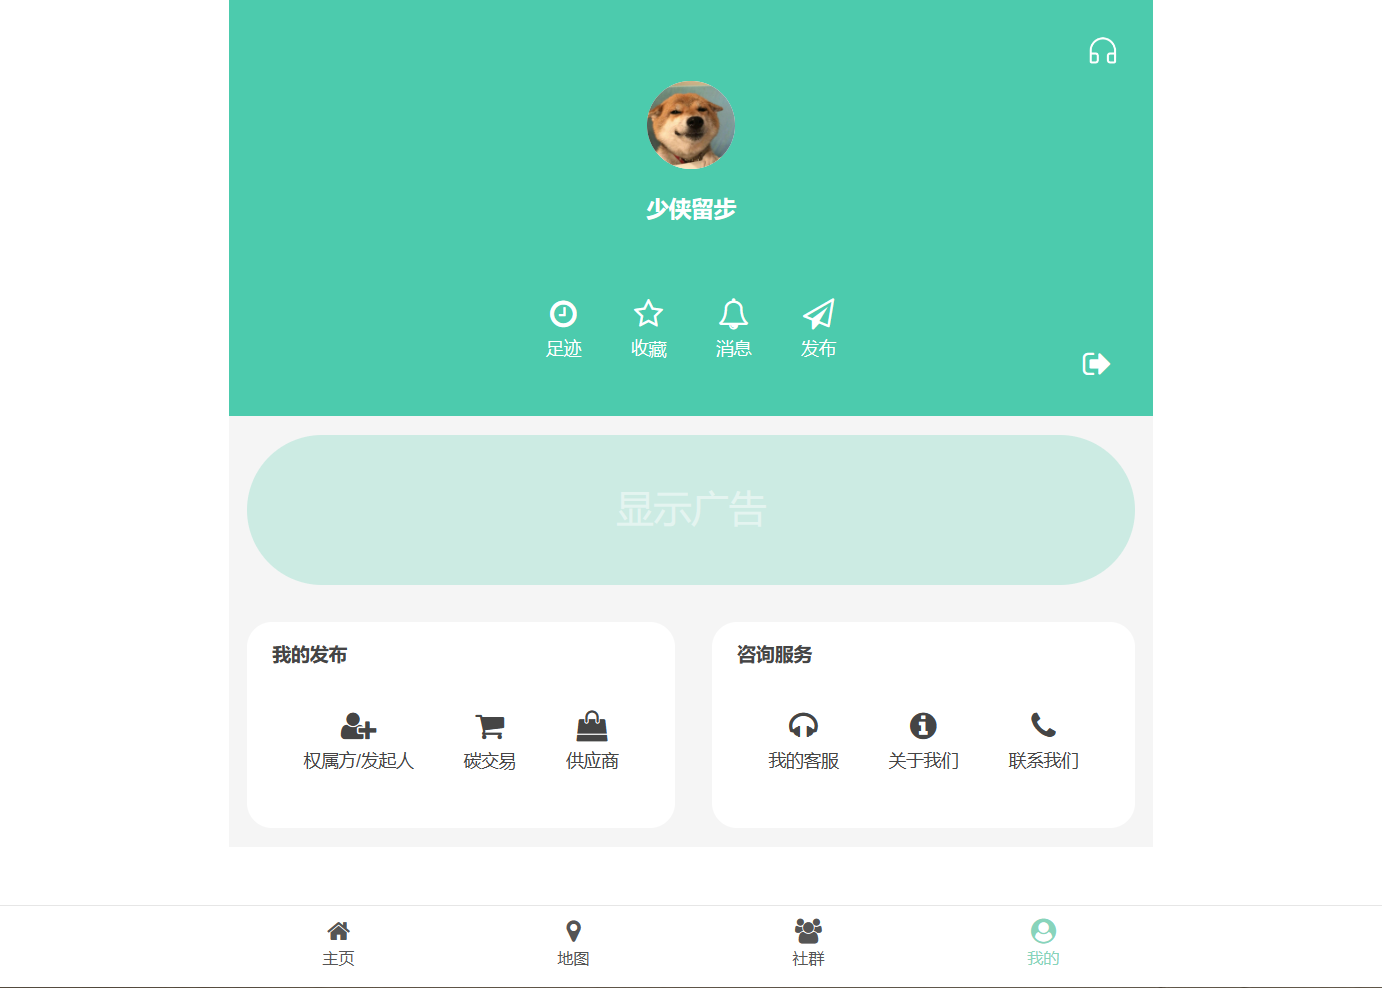 少侠留步
足迹 收藏 消息 发布
显示广告
我的发布
权属方/发起人 碳交易 供应商
咨询服务
我的客服 关于我们 联系我们
主页 地图 社群 我的